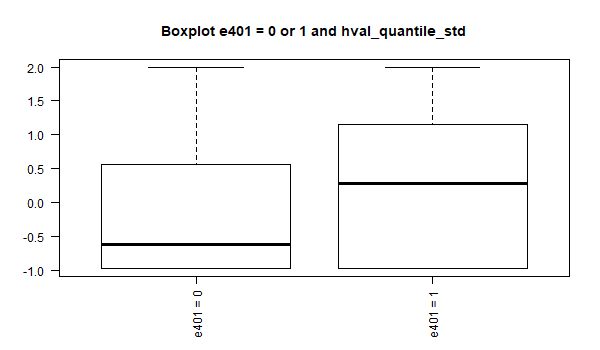 Boxplot e401 = 0 or 1 and hval_quantile_std
2.0
1.5
1.0
0.5
0.0
-0.5
-1.0
e401 = 0
e401 = 1